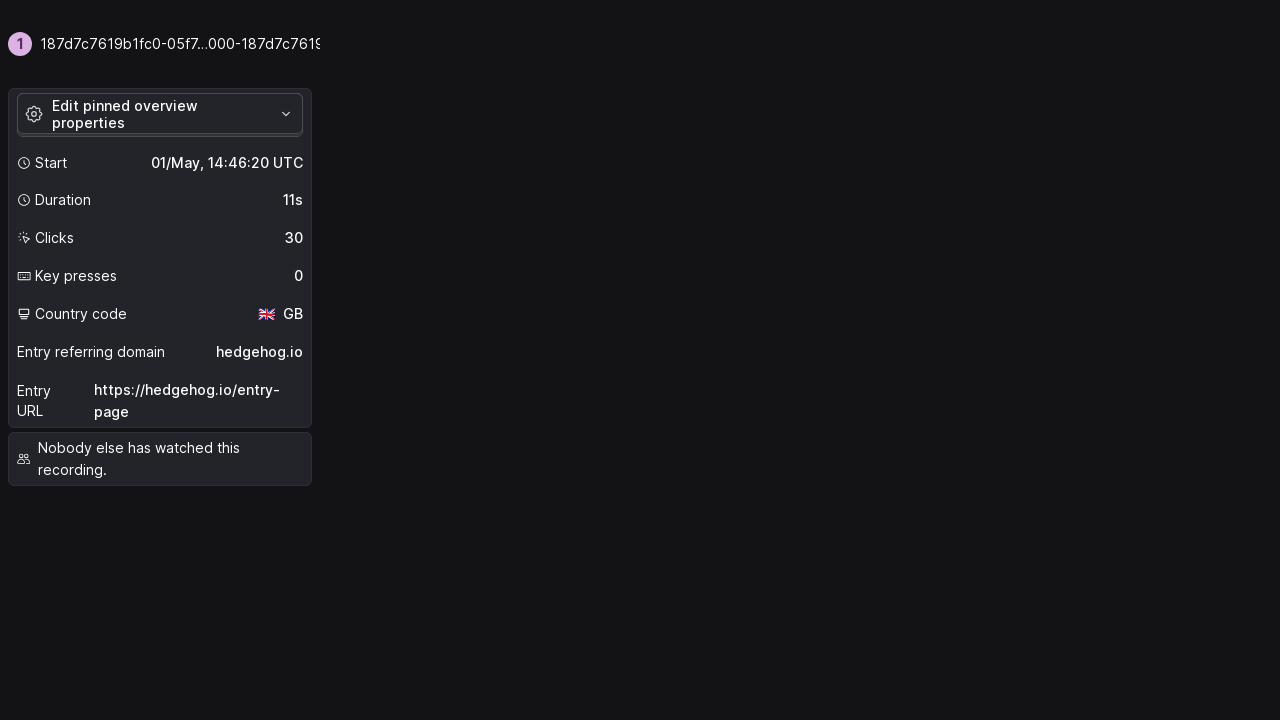 1 187d7c7619b1fc0-05f7…000-187d7c7619
Edit pinned overview
properties
Start 01/May, 14:46:20 UTC
Duration 11s
Clicks 30
Key presses 0
Country code 🇬🇧 GB
Entry referring domain hedgehog.io
Entry
URL
https://hedgehog.io/entry-
page
Nobody else has watched this
recording.